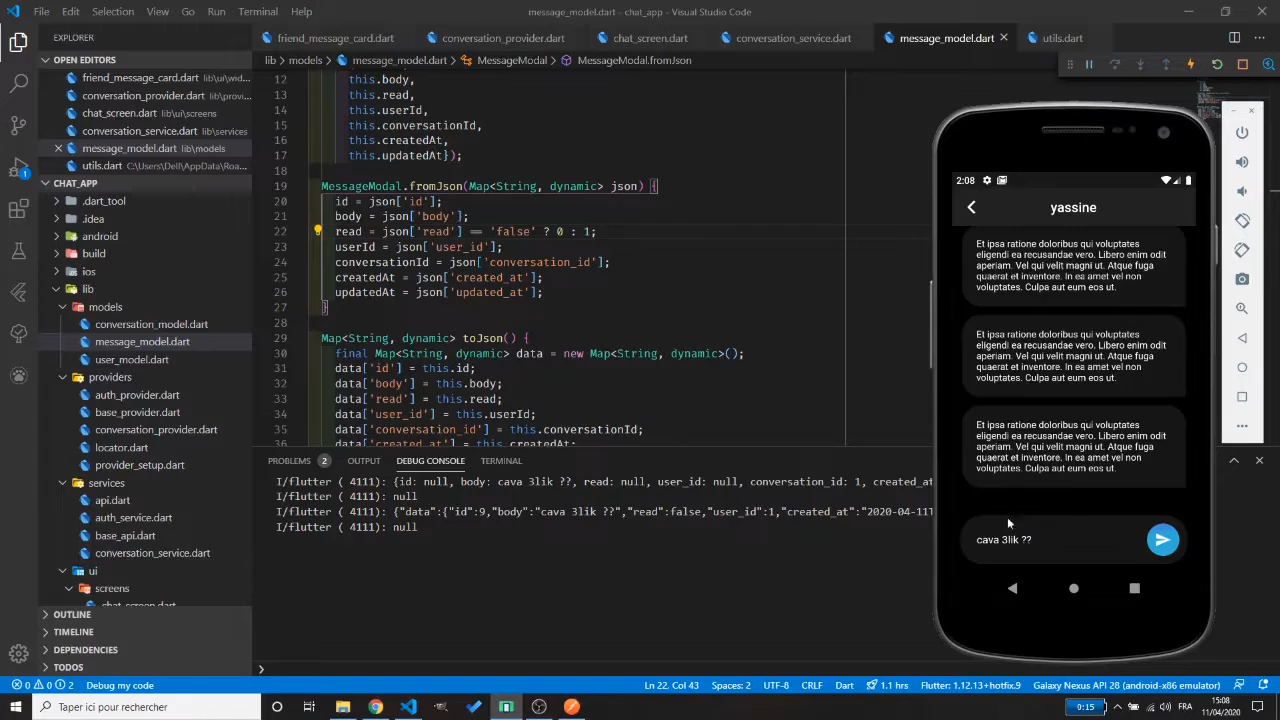 File Edit Selection View Go Run Terminal Help
message_model.dart - chat_app - Visual Studio Code
EXPLORER
OPEN EDITORS
friend_message_card.dart lib\ui\wid...
conversation_provider.dart lib\provi...
chat_screen.dart lib\ui\screens
conversation_service.dart lib\services
message_model.dart lib\models
utils.dart C:\Users\Dell\AppData\Roa...
CHAT_APP
.dart_tool
.idea
android
build
ios
lib
models
conversation_model.dart
message_model.dart
user_model.dart
providers
auth_provider.dart
base_provider.dart
conversation_provider.dart
locator.dart
provider_setup.dart
services
api.dart
auth_service.dart
base_api.dart
conversation_service.dart
ui
screens
chat_screen.dart
OUTLINE
TIMELINE
DEPENDENCIES
TODOS
friend_message_card.dart conversation_provider.dart chat_screen.dart conversation_service.dart message_model.dart utils.dart
lib > models > message_model.dart > MessageModal > MessageModal.fromJson
12 this.body,
13 this.read,
14 this.userId,
15 this.conversationId,
16 this.createdAt,
17 this.updatedAt});
18
19 MessageModal.fromJson(Map<String, dynamic> json) {
20 id = json['id'];
21 body = json['body'];
22 read = json['read'] == 'false' ? 0 : 1;
23 userId = json['user_id'];
24 conversationId = json['conversation_id'];
25 createdAt = json['created_at'];
26 updatedAt = json['updated_at'];
27 }
28
29 Map<String, dynamic> toJson() {
30 final Map<String, dynamic> data = new Map<String, dynamic>();
31 data['id'] = this.id;
32 data['body'] = this.body;
33 data['read'] = this.read;
34 data['user_id'] = this.userId;
35 data['conversation_id'] = this.conversationId;
36 data['created_at'] = this.createdAt;
PROBLEMS 2 OUTPUT DEBUG CONSOLE TERMINAL
I/flutter ( 4111): {id: null, body: cava 3lik ??, read: null, user_id: null, conversation_id: 1, created_at
I/flutter ( 4111): null
I/flutter ( 4111): {"data":{"id":9,"body":"cava 3lik ??","read":false,"user_id":1,"created_at":"2020-04-11T
I/flutter ( 4111): null
2:08
yassine
Et ipsa ratione doloribus qui voluptates
eligendi ea recusandae vero. Libero enim odit
aperiam. Vel qui velit magni ut. Atque fuga
quaerat et inventore. In ea amet vel non
voluptates. Culpa aut eum eos ut.
Et ipsa ratione doloribus qui voluptates
eligendi ea recusandae vero. Libero enim odit
aperiam. Vel qui velit magni ut. Atque fuga
quaerat et inventore. In ea amet vel non
voluptates. Culpa aut eum eos ut.
Et ipsa ratione doloribus qui voluptates
eligendi ea recusandae vero. Libero enim odit
aperiam. Vel qui velit magni ut. Atque fuga
quaerat et inventore. In ea amet vel non
voluptates. Culpa aut eum eos ut.
cava 3lik ??
0 0 2 Debug my code Ln 22, Col 43 Spaces: 2 UTF-8 CRLF Dart 1.1 hrs Flutter: 1.12.13+hotfix.9 Galaxy Nexus API 28 (android-x86 emulator)
Taper ici pour rechercher
0:15
FRA
15:08
11/04/2020